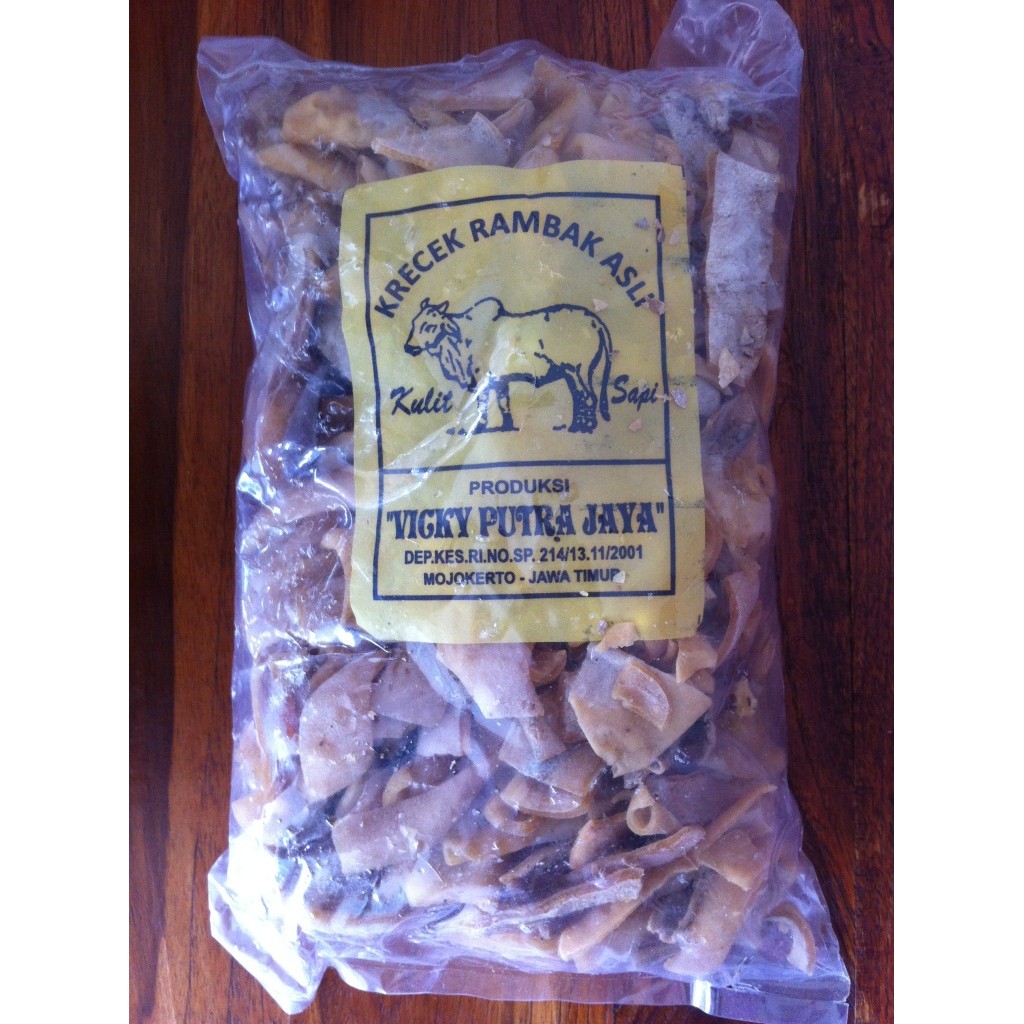 KRECEK RAMBAK ASLI
Kulit Sapi
PRODUKSI
"VICKY PUTRA JAYA"
DEP.KES.RI.NO.SP. 214/13.11/2001
MOJOKERTO - JAWA TIMUR